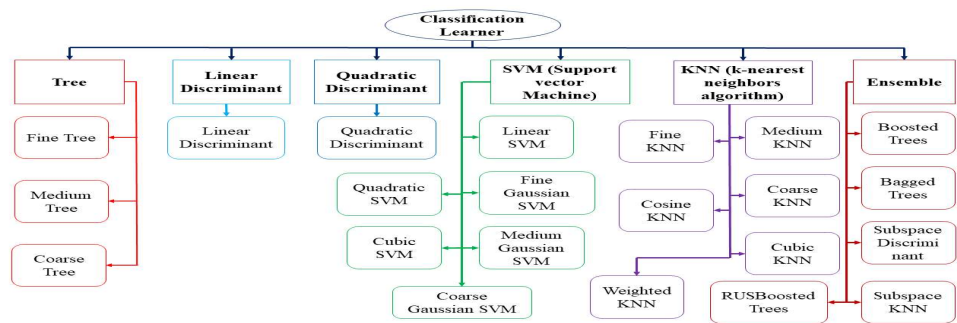 Classification
Learner
Tree
Linear
Discriminant
Quadratic
Discriminant
SVM (Support
vector
Machine)
KNN (k-nearest
neighbors
algorithm)
Ensemble
Fine Tree
Medium
Tree
Coarse
Tree
Linear
Discriminant
Quadratic
Discriminant
Linear
SVM
Quadratic
SVM
Fine
Gaussian
SVM
Cubic
SVM
Medium
Gaussian
SVM
Coarse
Gaussian SVM
Fine
KNN
Medium
KNN
Cosine
KNN
Coarse
KNN
Cubic
KNN
Weighted
KNN
Boosted
Trees
Bagged
Trees
Subspace
Discrimi
nant
RUSBoosted
Trees
Subspace
KNN